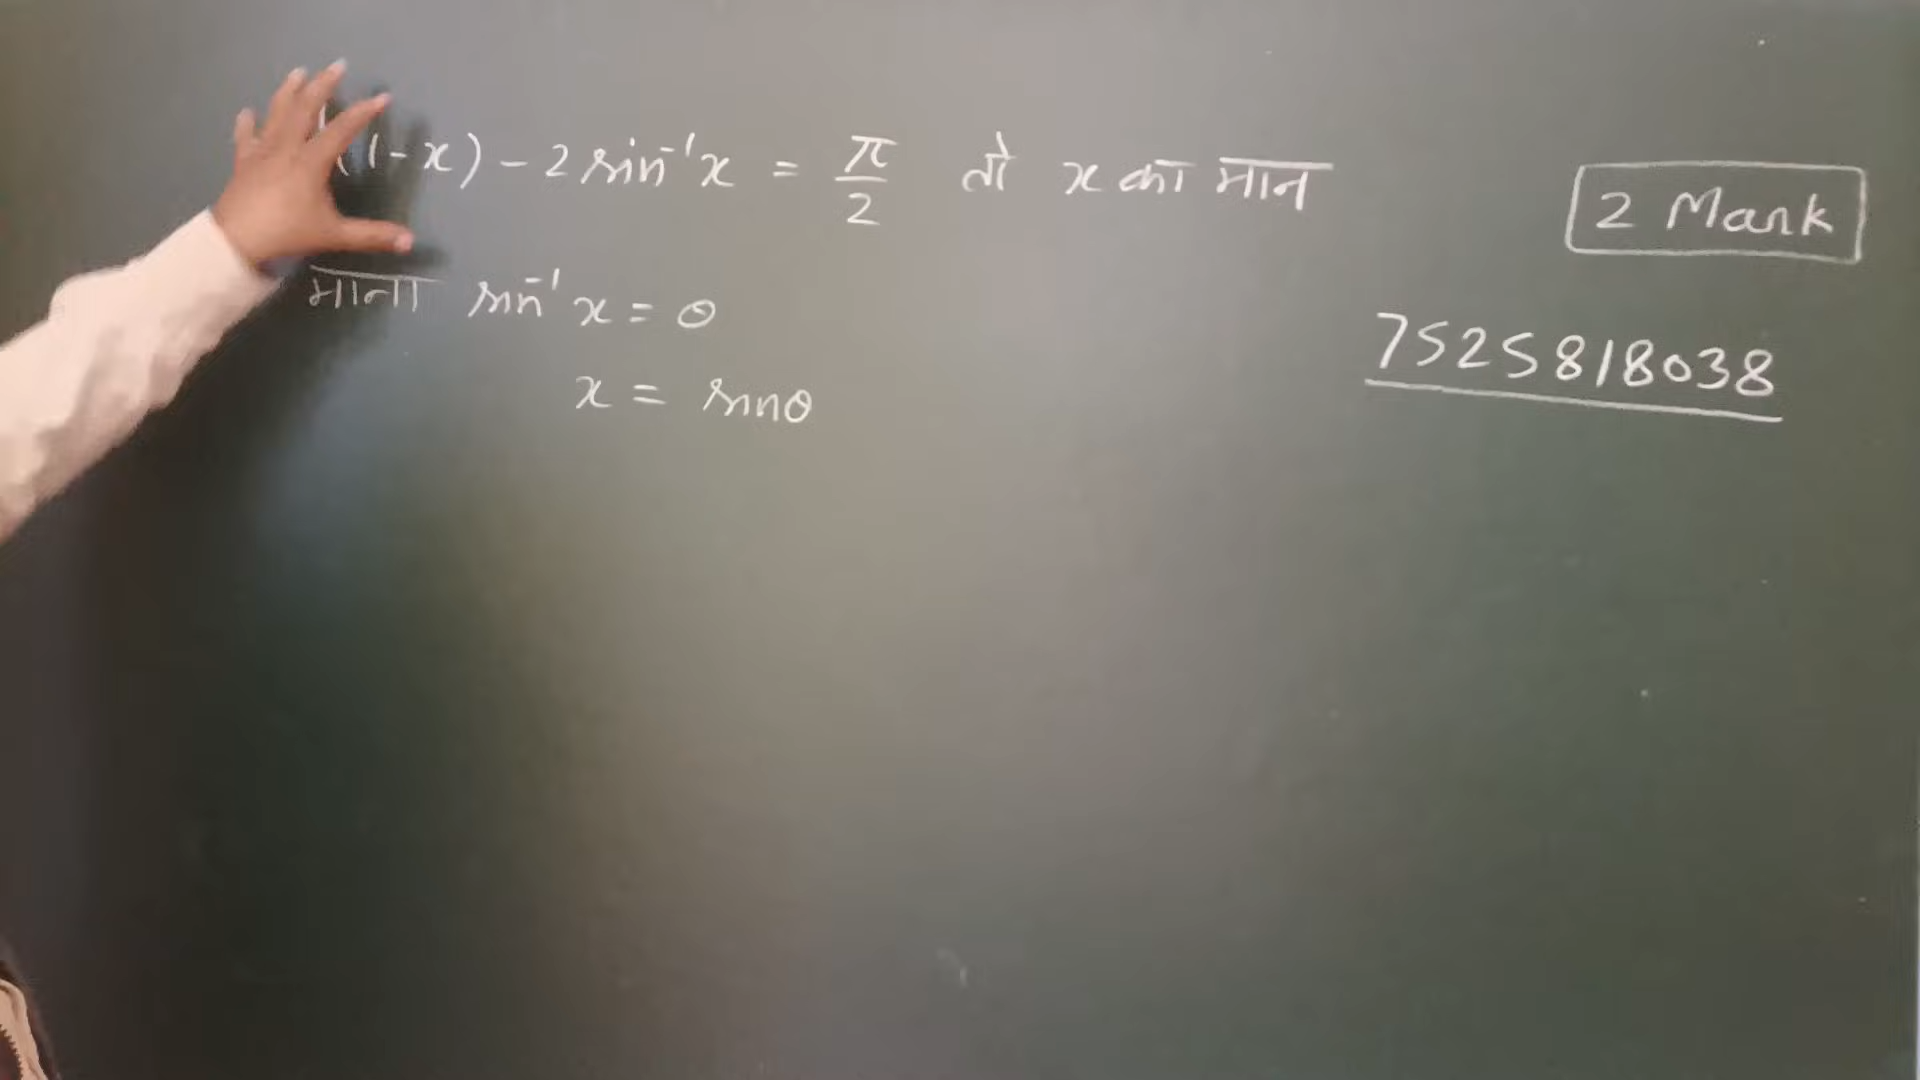 (1-x) - 2 sin⁻¹x = π/2 तो x का मान
2 Mark
माना sin⁻¹x = θ
x = sinθ
7525818038